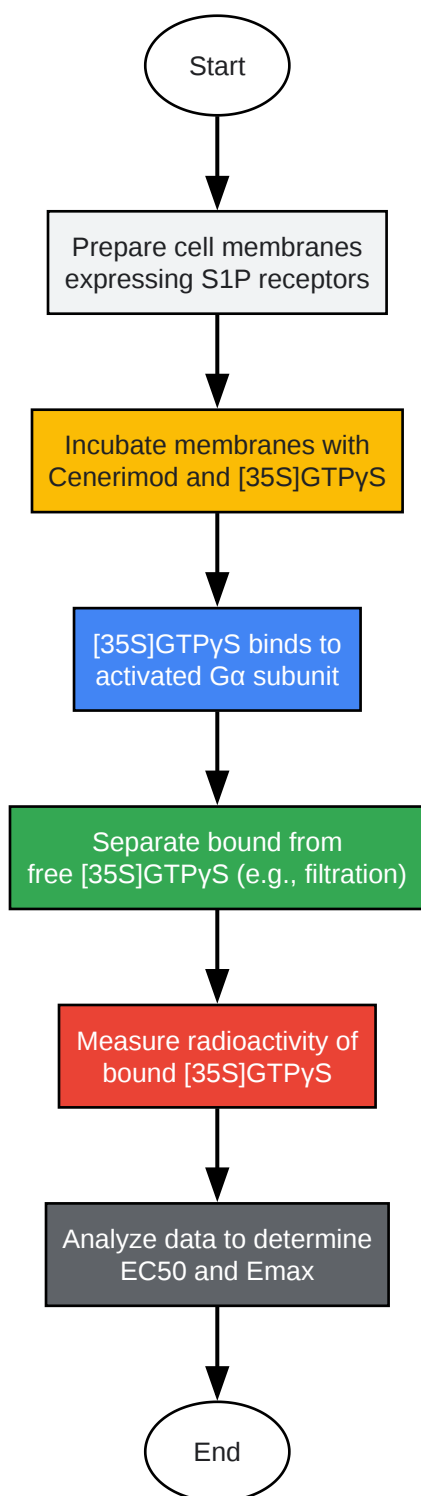 Start
Prepare cell membranes
expressing S1P receptors
Incubate membranes with
Cenerimod and [35S]GTPγS
[35S]GTPγS binds to
activated Gα subunit
Separate bound from
free [35S]GTPγS (e.g., filtration)
Measure radioactivity of
bound [35S]GTPγS
Analyze data to determine
EC50 and Emax
End